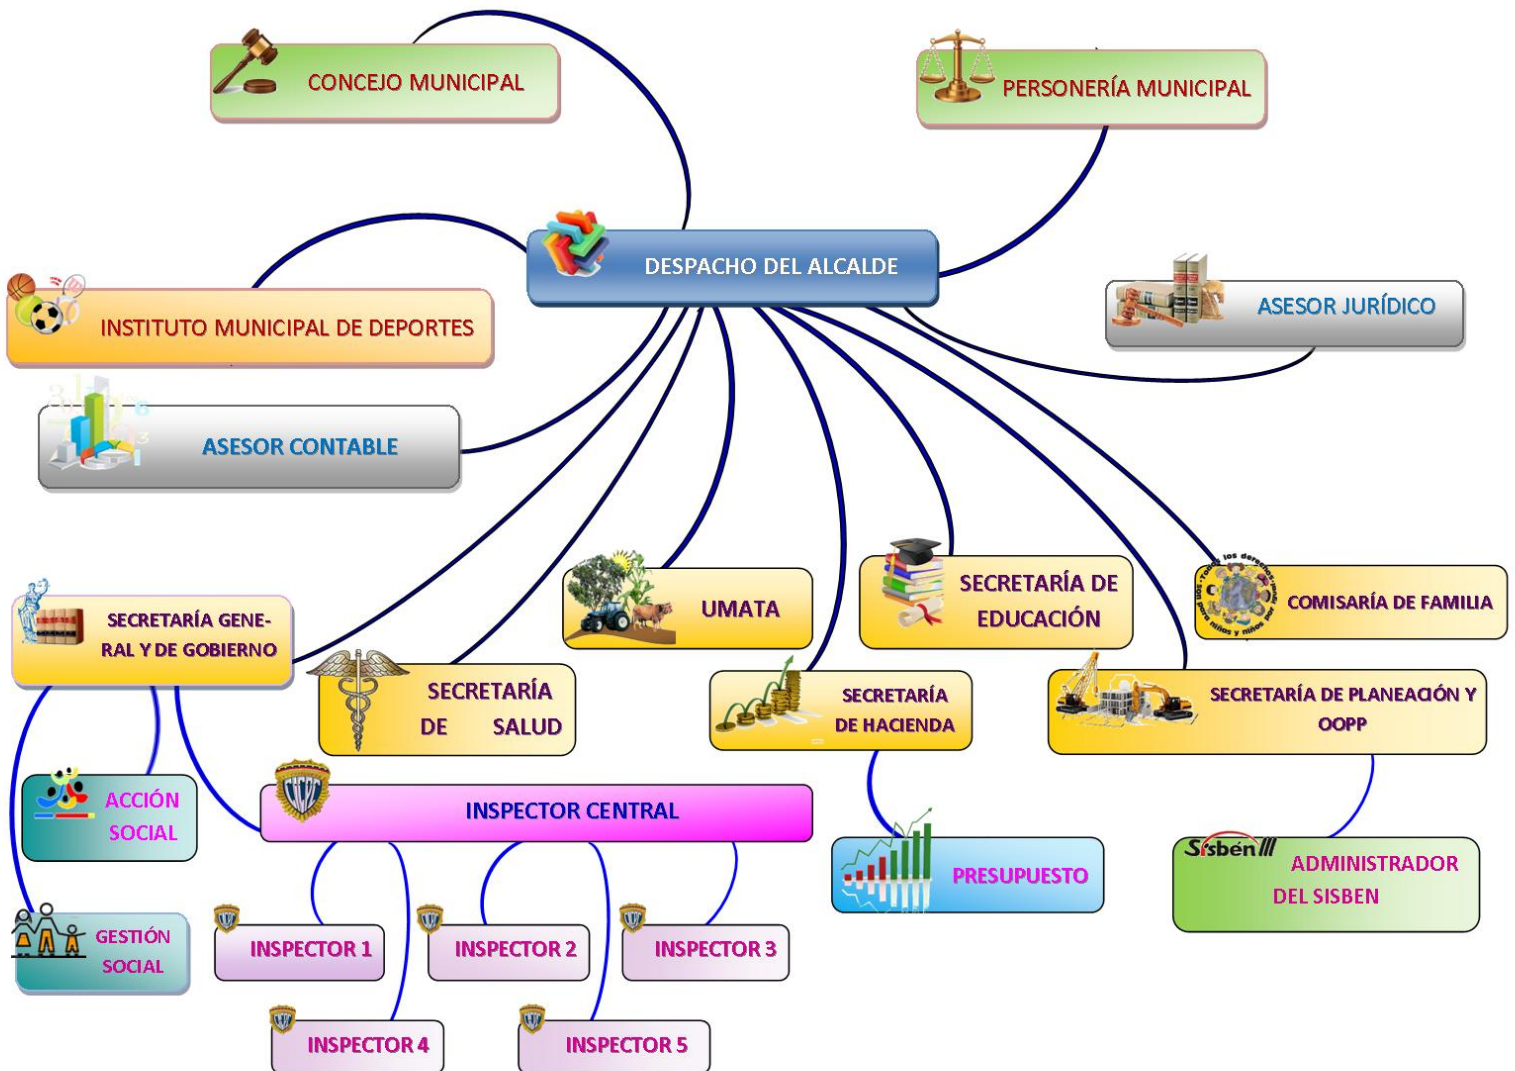 CONCEJO MUNICIPAL
PERSONERÍA MUNICIPAL
DESPACHO DEL ALCALDE
INSTITUTO MUNICIPAL DE DEPORTES
ASESOR JURÍDICO
ASESOR CONTABLE
SECRETARÍA GENE-
RAL Y DE GOBIERNO
SECRETARÍA
DE SALUD
UMATA
SECRETARÍA
DE HACIENDA
SECRETARÍA DE
EDUCACIÓN
SECRETARÍA DE PLANEACIÓN Y
OOPP
COMISARÍA DE FAMILIA
ACCIÓN
SOCIAL
GESTIÓN
SOCIAL
CICPC
INSPECTOR CENTRAL
INSPECTOR 1
INSPECTOR 2
INSPECTOR 3
INSPECTOR 4
INSPECTOR 5
PRESUPUESTO
Sisbén III
ADMINISTRADOR
DEL SISBEN